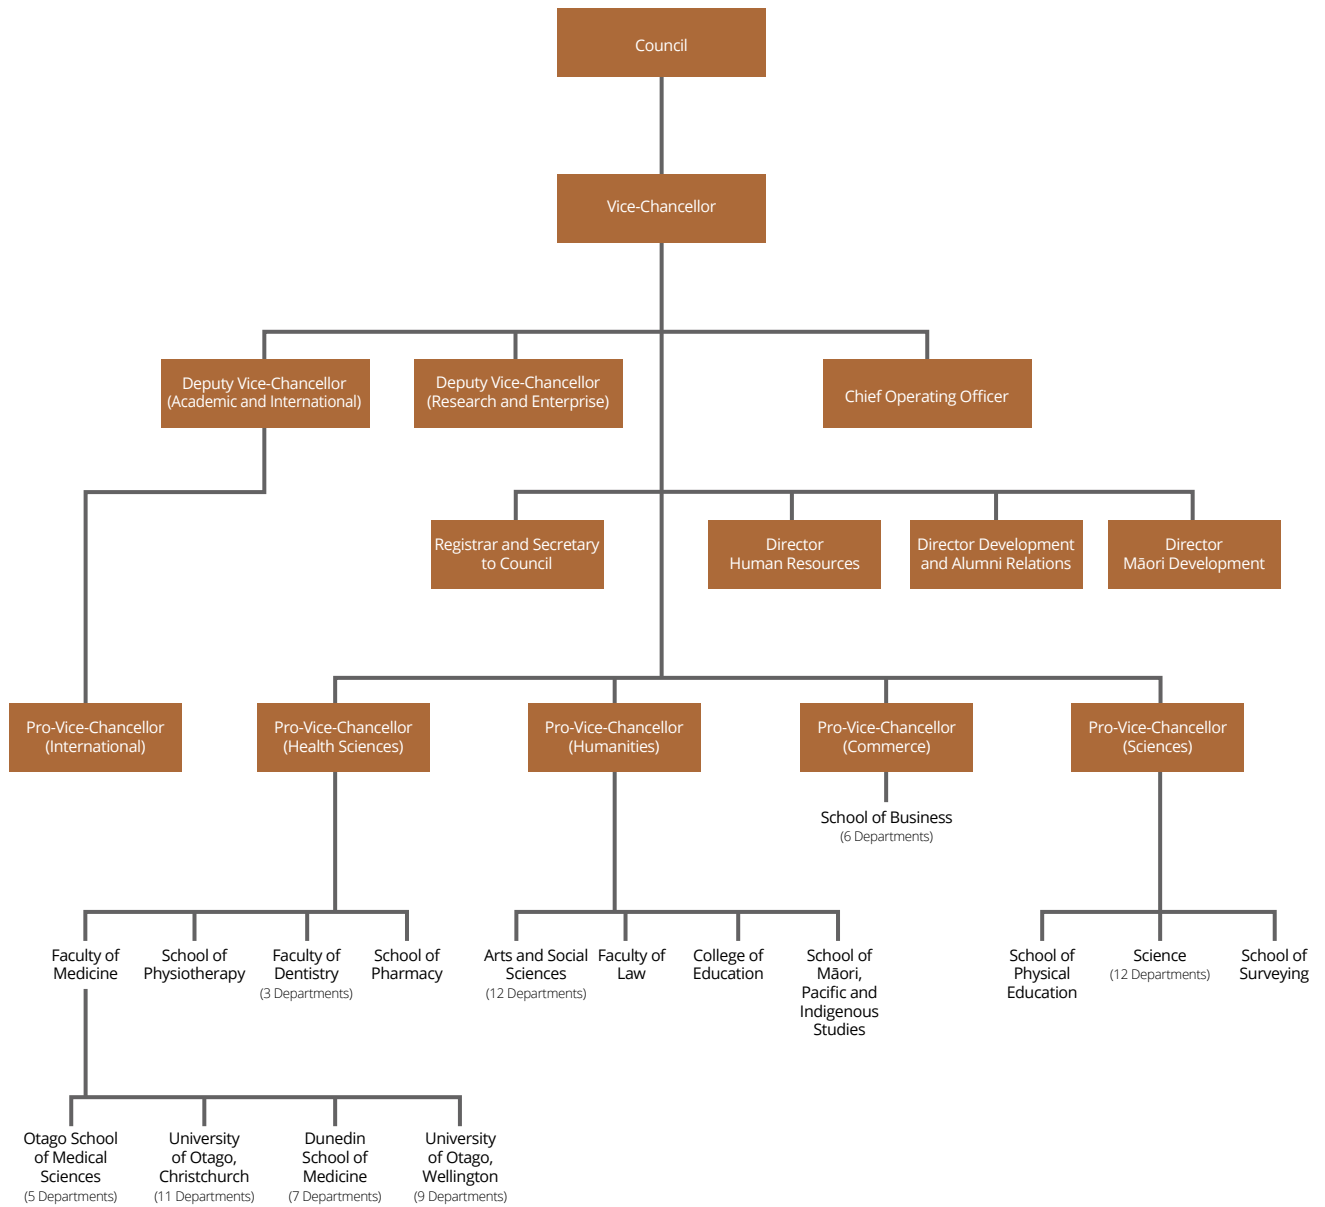 Council
Vice-Chancellor
Deputy Vice-Chancellor
(Academic and International)
Deputy Vice-Chancellor
(Research and Enterprise)
Chief Operating Officer
Registrar and Secretary
to Council
Director
Human Resources
Director Development
and Alumni Relations
Director
Māori Development
Pro-Vice-Chancellor
(International)
Pro-Vice-Chancellor
(Health Sciences)
Pro-Vice-Chancellor
(Humanities)
Pro-Vice-Chancellor
(Commerce)
Pro-Vice-Chancellor
(Sciences)
School of Business
(6 Departments)
Faculty of
Medicine
School of
Physiotherapy
Faculty of
Dentistry
(3 Departments)
School of
Pharmacy
Arts and Social
Sciences
(12 Departments)
Faculty of
Law
College of
Education
School of
Māori,
Pacific and
Indigenous
Studies
School of
Physical
Education
Science
(12 Departments)
School of
Surveying
Otago School
of Medical
Sciences
(5 Departments)
University
of Otago,
Christchurch
(11 Departments)
Dunedin
School of
Medicine
(7 Departments)
University
of Otago,
Wellington
(9 Departments)